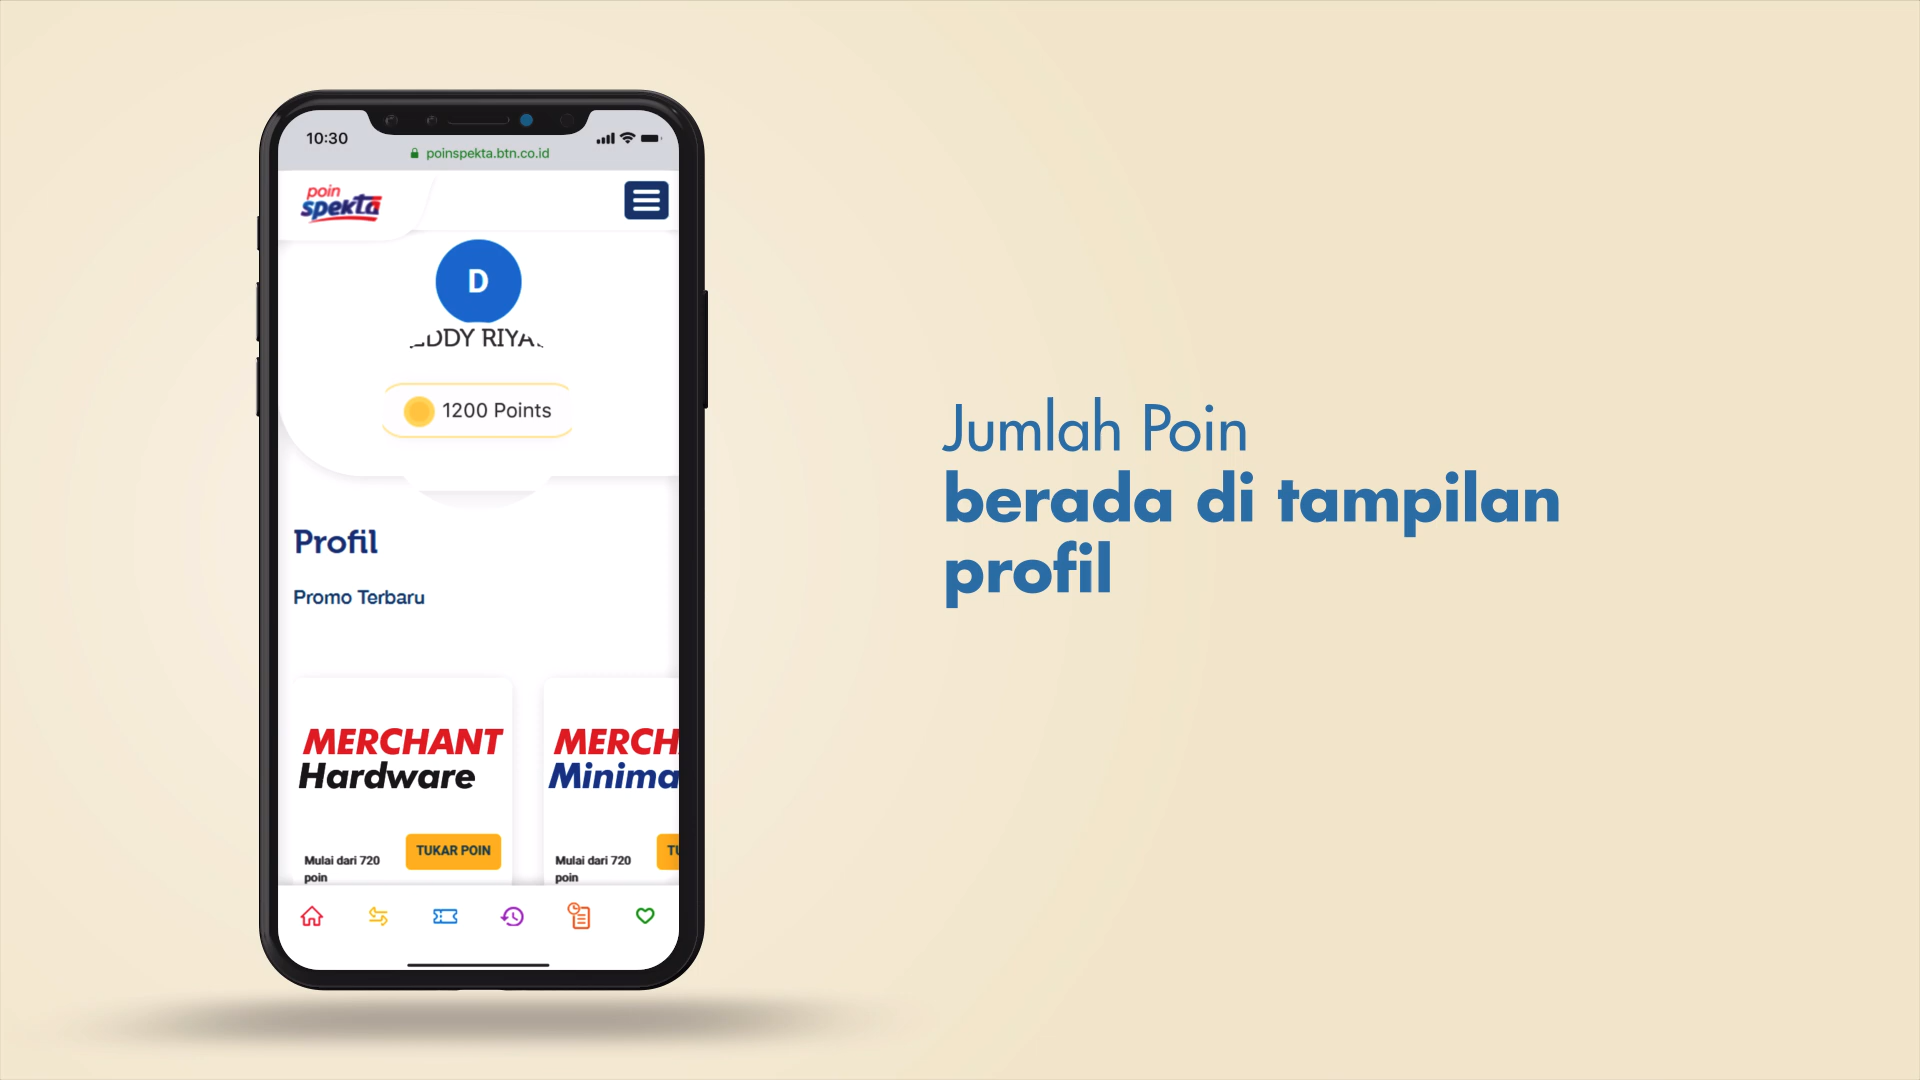 10:30
poinspekta.btn.co.id
poin
spekta
D
1200 Points
Profil
Promo Terbaru
MERCHANT
Hardware
Mulai dari 720
poin
TUKAR POIN
Mulai dari 720
poin
Jumlah Poin
berada di tampilan
profil